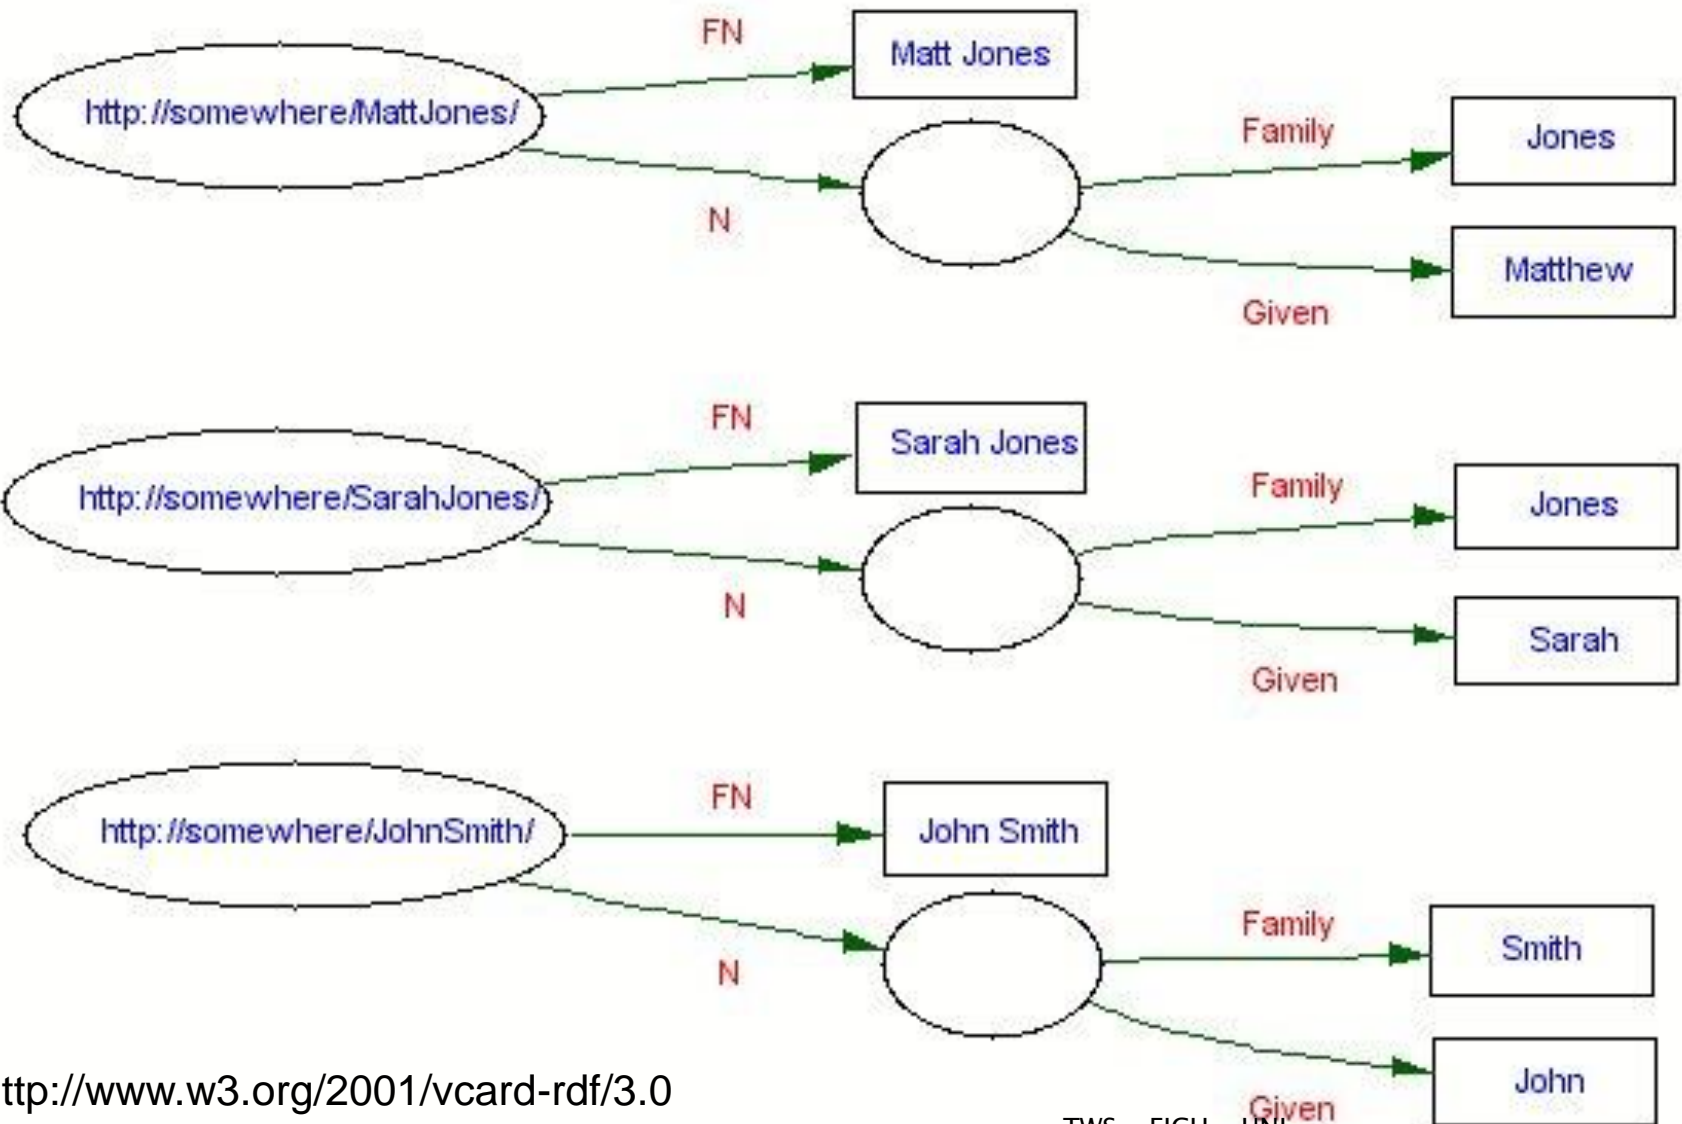 FN
Matt Jones
http://somewhere/MattJones/
Family
Jones
N
Matthew
Given
FN
Sarah Jones
http://somewhere/SarahJones/
Family
Jones
N
Sarah
Given
FN
John Smith
http://somewhere/JohnSmith/
Family
Smith
N
John
ttp://www.w3.org/2001/vcard-rdf/3.0
Given